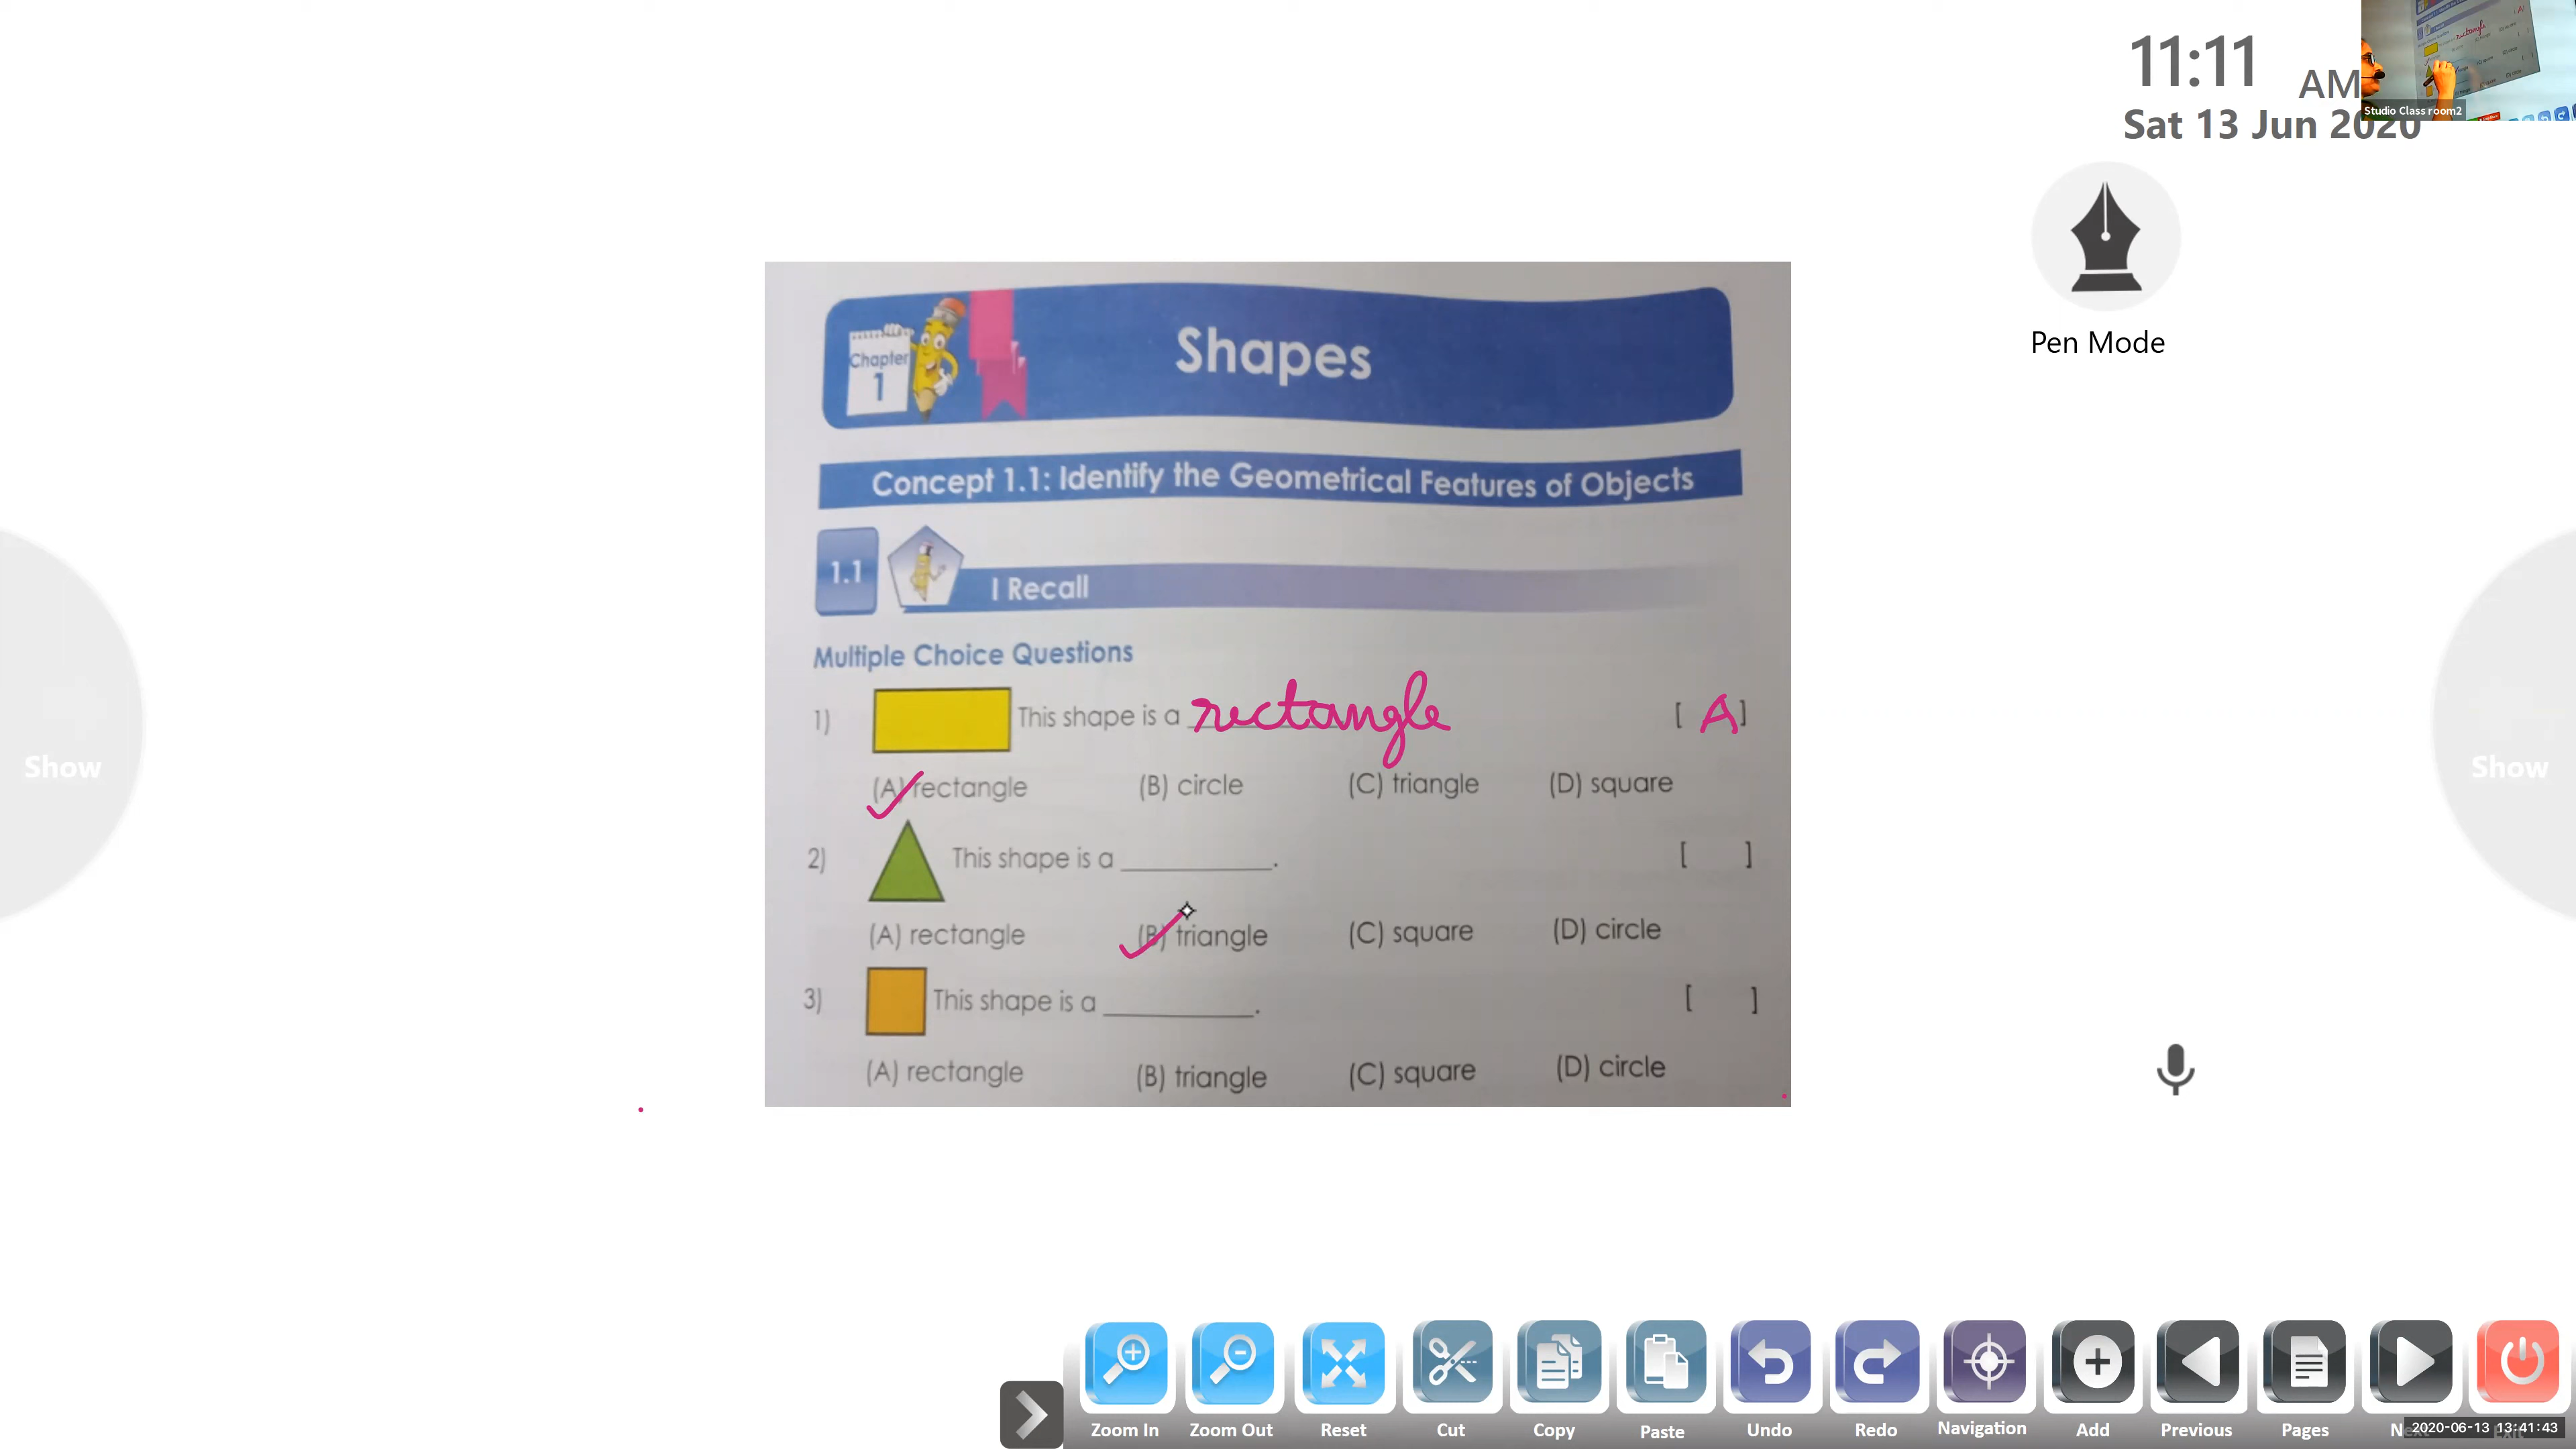 11:11 AM
Sat 13 Jun 2020
Studio Class room2
Pen Mode
Chapter
1
Shapes
Concept 1.1: Identify the Geometrical Features of Objects
1.1
I Recall
Multiple Choice Questions
1) This shape is a rectangle [ A ]
(A) rectangle (B) circle (C) triangle (D) square
2) This shape is a __________. [ ]
(A) rectangle (B) triangle (C) square (D) circle
3) This shape is a __________. [ ]
(A) rectangle (B) triangle (C) square (D) circle
Show
Show
Zoom In Zoom Out Reset Cut Copy Paste Undo Redo Navigation Add Previous Pages
2020-06-13 13:41:43